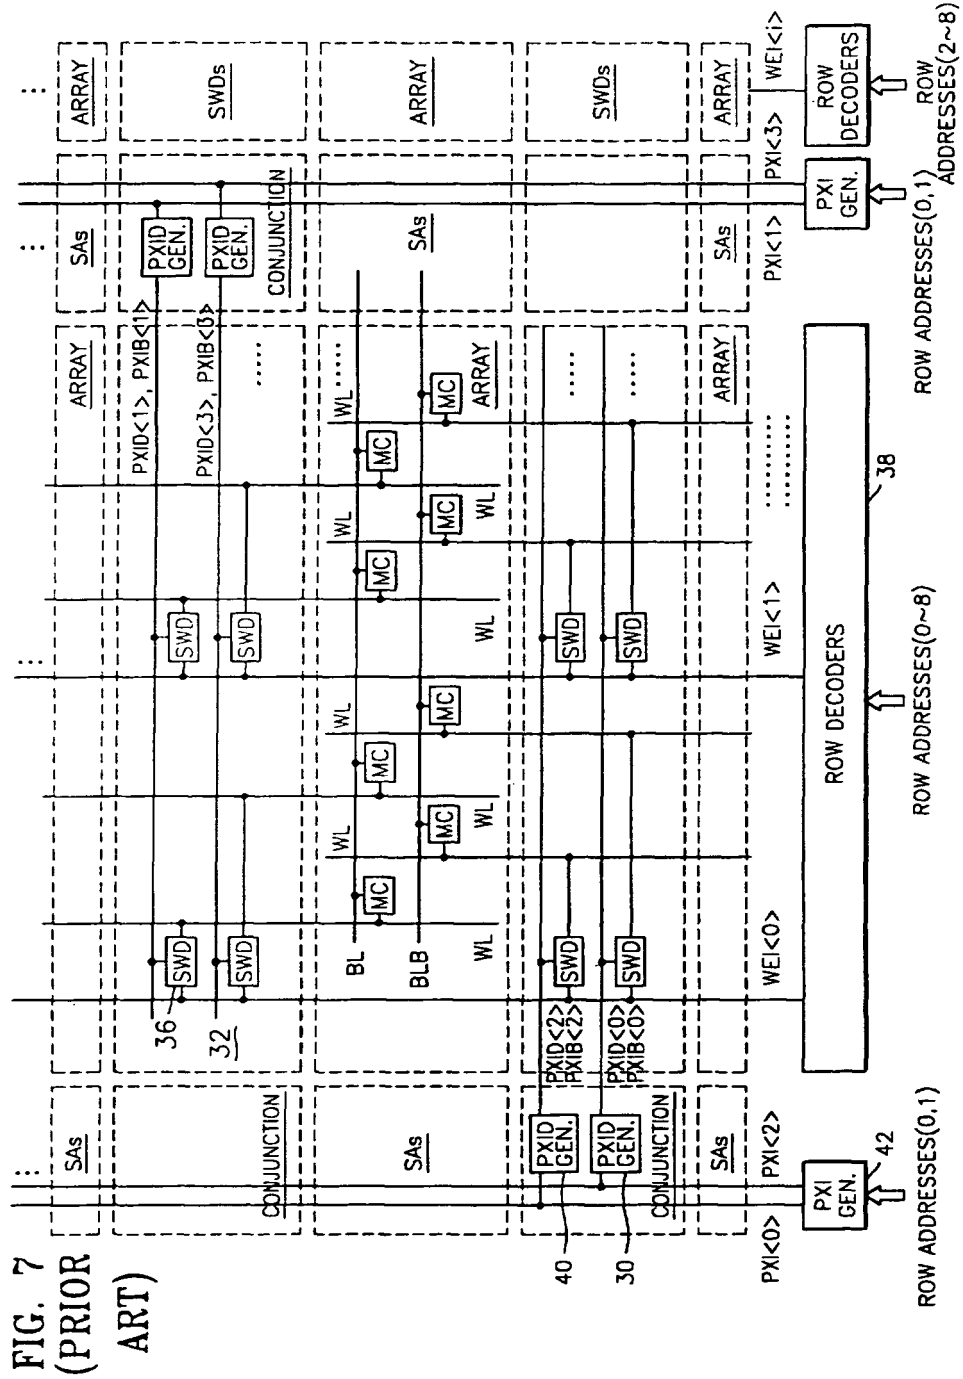 FIG. 7
(PRIOR
ART)
⋮
ARRAY
SWDs
ARRAY
SWDs
ARRAY
WEI<i>
ROW
DECODERS
ROW
ADDRESSES(2~8)
⋮
SAs
PXID
GEN.
PXID
GEN.
CONJUNCTION
SAs
SAs
PXI<1>
PXI<3>
PXI
GEN.
ROW ADDRESSES(0,1)
ARRAY
PXID<1>, PXIB<1>
PXID<3>, PXIB<3>
......
......
WL
MC
MC
ARRAY
WL
MC
WL
MC
......
......
ARRAY
..........
..........
38
⋮
SWD
SWD
WL
SWD
SWD
WEI<1>
ROW DECODERS
ROW ADDRESSES(0~8)
WL
MC
MC
WL
MC
MC
36
SWD
32
SWD
BL
BLB
WL
SWD
SWD
WEI<0>
PXID<2>
PXIB<2>
PXID<0>
PXIB<0>
⋮
SAs
CONJUNCTION
SAs
PXID
GEN.
PXID
GEN.
40
30
CONJUNCTION
SAs
PXI<0>
PXI<2>
PXI
GEN.
42
ROW ADDRESSES(0,1)